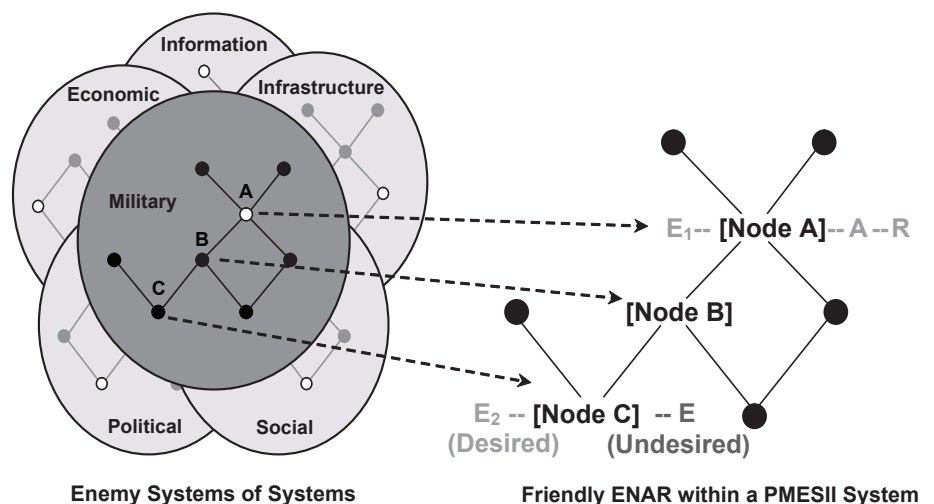 Information
Economic
Infrastructure
Military
A
B
C
Political
Social
Enemy Systems of Systems
E₁-- [Node A]-- A --R
[Node B]
E₂ -- [Node C] -- E
(Desired) (Undesired)
Friendly ENAR within a PMESII System